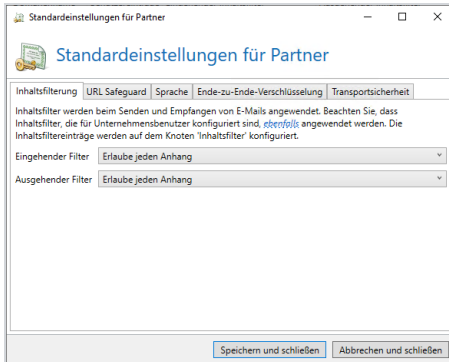 Standardeinstellungen für Partner
Standardeinstellungen für Partner
Inhaltsfilterung URL Safeguard Sprache Ende-zu-Ende-Verschlüsselung Transportsicherheit
Inhaltsfilter werden beim Senden und Empfangen von E-Mails angewendet. Beachten Sie, dass
Inhaltsfilter, die für Unternehmensbenutzer konfiguriert sind, ebenfalls angewendet werden. Die
Inhaltsfiltereinträge werden auf dem Knoten 'Inhaltsfilter' konfiguriert.
Eingehender Filter Erlaube jeden Anhang
Ausgehender Filter Erlaube jeden Anhang
Speichern und schließen Abbrechen und schließen